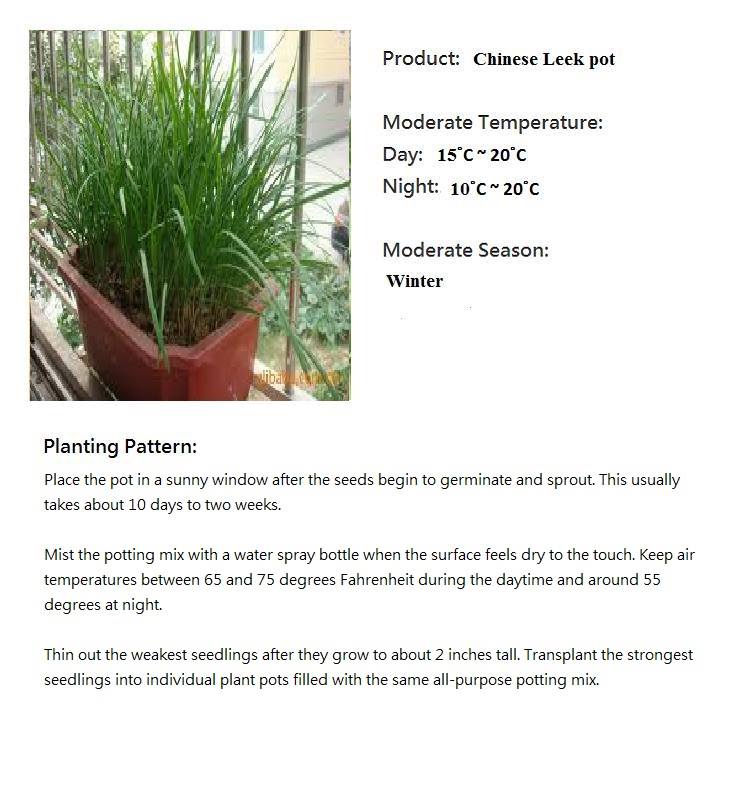 Product: Chinese Leek pot
Moderate Temperature:
Day: 15°C ~ 20°C
Night: 10°C ~ 20°C
Moderate Season:
Winter
Planting Pattern:
Place the pot in a sunny window after the seeds begin to germinate and sprout. This usually
takes about 10 days to two weeks.
Mist the potting mix with a water spray bottle when the surface feels dry to the touch. Keep air
temperatures between 65 and 75 degrees Fahrenheit during the daytime and around 55
degrees at night.
Thin out the weakest seedlings after they grow to about 2 inches tall. Transplant the strongest
seedlings into individual plant pots filled with the same all-purpose potting mix.